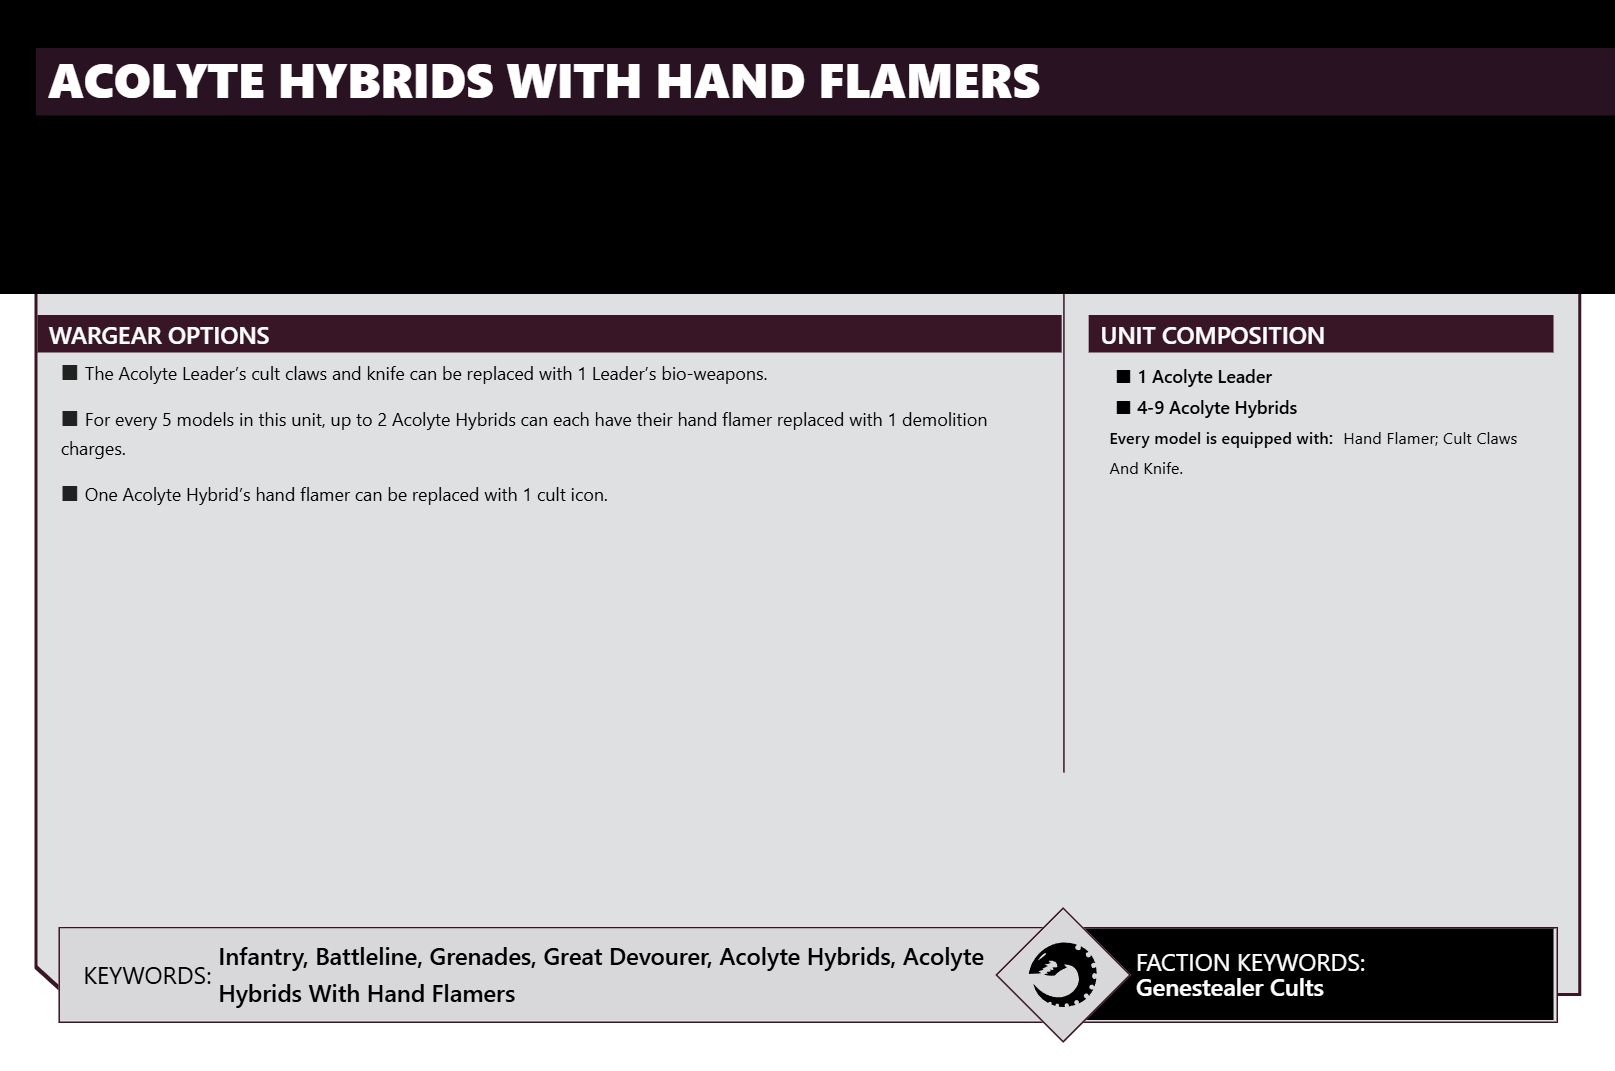 ACOLYTE HYBRIDS WITH HAND FLAMERS
WARGEAR OPTIONS
■ The Acolyte Leader’s cult claws and knife can be replaced with 1 Leader’s bio-weapons.
■ For every 5 models in this unit, up to 2 Acolyte Hybrids can each have their hand flamer replaced with 1 demolition
charges.
■ One Acolyte Hybrid’s hand flamer can be replaced with 1 cult icon.
UNIT COMPOSITION
■ 1 Acolyte Leader
■ 4-9 Acolyte Hybrids
Every model is equipped with: Hand Flamer; Cult Claws
And Knife.
KEYWORDS: Infantry, Battleline, Grenades, Great Devourer, Acolyte Hybrids, Acolyte
Hybrids With Hand Flamers
FACTION KEYWORDS:
Genestealer Cults